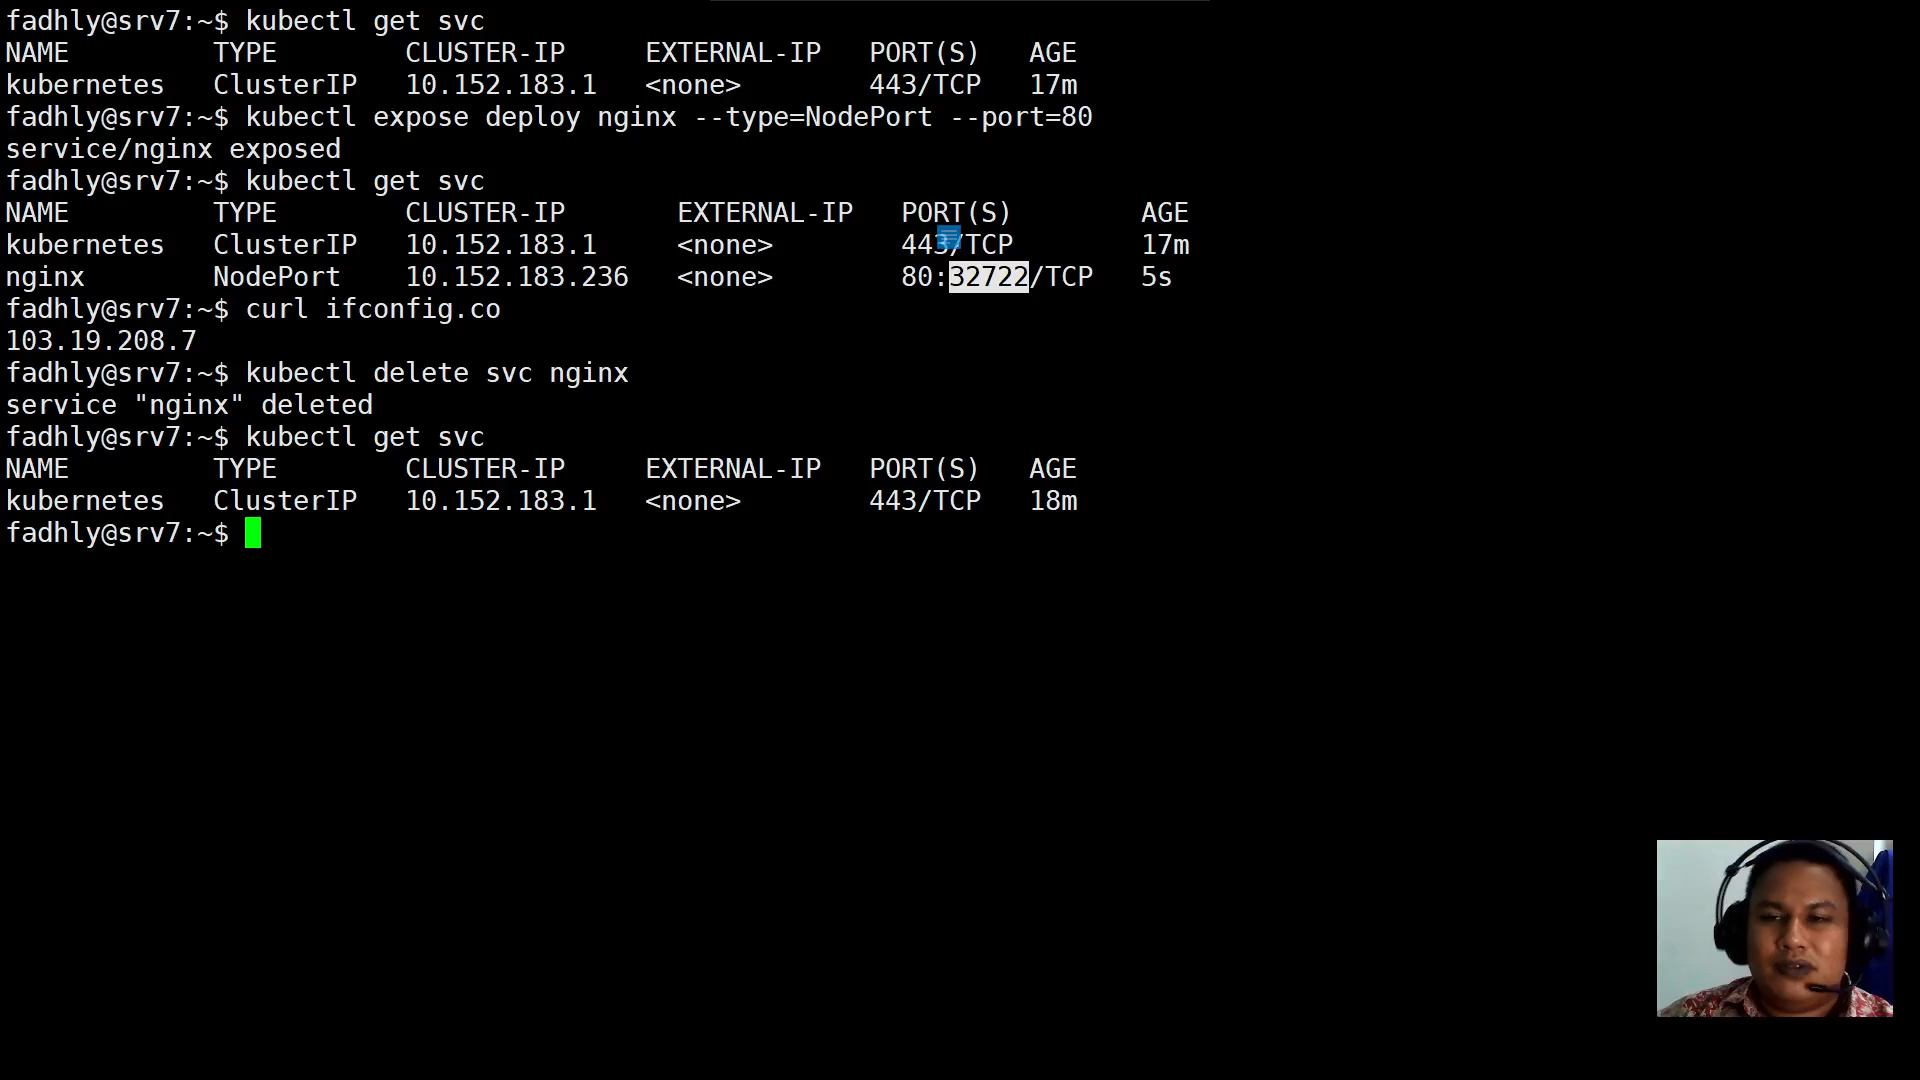 fadhly@srv7:~$ kubectl get svc
NAME         TYPE        CLUSTER-IP     EXTERNAL-IP   PORT(S)   AGE
kubernetes   ClusterIP   10.152.183.1   <none>        443/TCP   17m
fadhly@srv7:~$ kubectl expose deploy nginx --type=NodePort --port=80
service/nginx exposed
fadhly@srv7:~$ kubectl get svc
NAME         TYPE        CLUSTER-IP       EXTERNAL-IP   PORT(S)        AGE
kubernetes   ClusterIP   10.152.183.1     <none>        443/TCP        17m
nginx        NodePort    10.152.183.236   <none>        80:32722/TCP   5s
fadhly@srv7:~$ curl ifconfig.co
103.19.208.7
fadhly@srv7:~$ kubectl delete svc nginx
service "nginx" deleted
fadhly@srv7:~$ kubectl get svc
NAME         TYPE        CLUSTER-IP     EXTERNAL-IP   PORT(S)   AGE
kubernetes   ClusterIP   10.152.183.1   <none>        443/TCP   18m
fadhly@srv7:~$